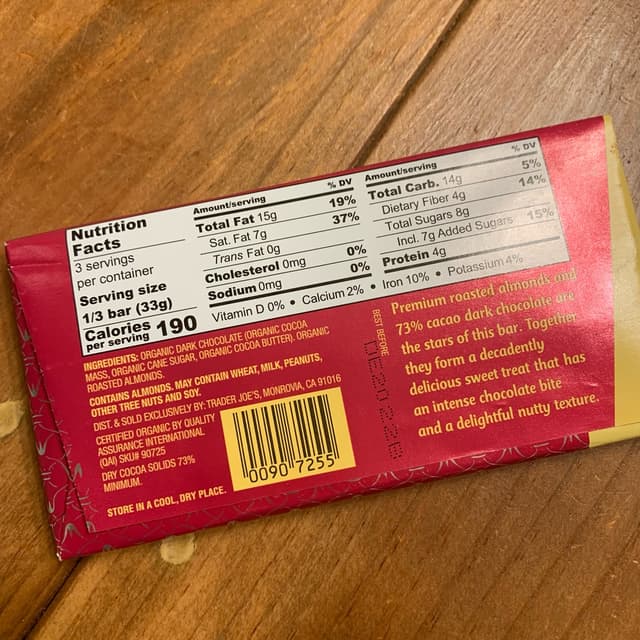 Nutrition
Facts
3 servings
per container
Serving size
1/3 bar (33g)
Calories 190
per serving
Amount/serving % DV
Total Fat 15g 19%
Sat. Fat 7g 37%
Trans Fat 0g
Cholesterol 0mg 0%
Sodium 0mg 0%
Amount/serving % DV
Total Carb. 14g 5%
Dietary Fiber 4g 14%
Total Sugars 8g
Incl. 7g Added Sugars 15%
Protein 4g
Vitamin D 0% • Calcium 2% • Iron 10% • Potassium 4%
INGREDIENTS: ORGANIC DARK CHOCOLATE (ORGANIC COCOA
MASS, ORGANIC CANE SUGAR, ORGANIC COCOA BUTTER). ORGANIC
ROASTED ALMONDS.
CONTAINS ALMONDS. MAY CONTAIN WHEAT, MILK, PEANUTS,
OTHER TREE NUTS AND SOY.
DIST. & SOLD EXCLUSIVELY BY: TRADER JOE'S, MONROVIA, CA 91016
CERTIFIED ORGANIC BY QUALITY
ASSURANCE INTERNATIONAL
(QAI) SKU# 90725
DRY COCOA SOLIDS 73%
MINIMUM.
STORE IN A COOL, DRY PLACE.
0090 7255
BEST BEFORE
Premium roasted almonds and
73% cacao dark chocolate are
the stars of this bar. Together
they form a decadently
delicious sweet treat that has
an intense chocolate bite
and a delightful nutty texture.